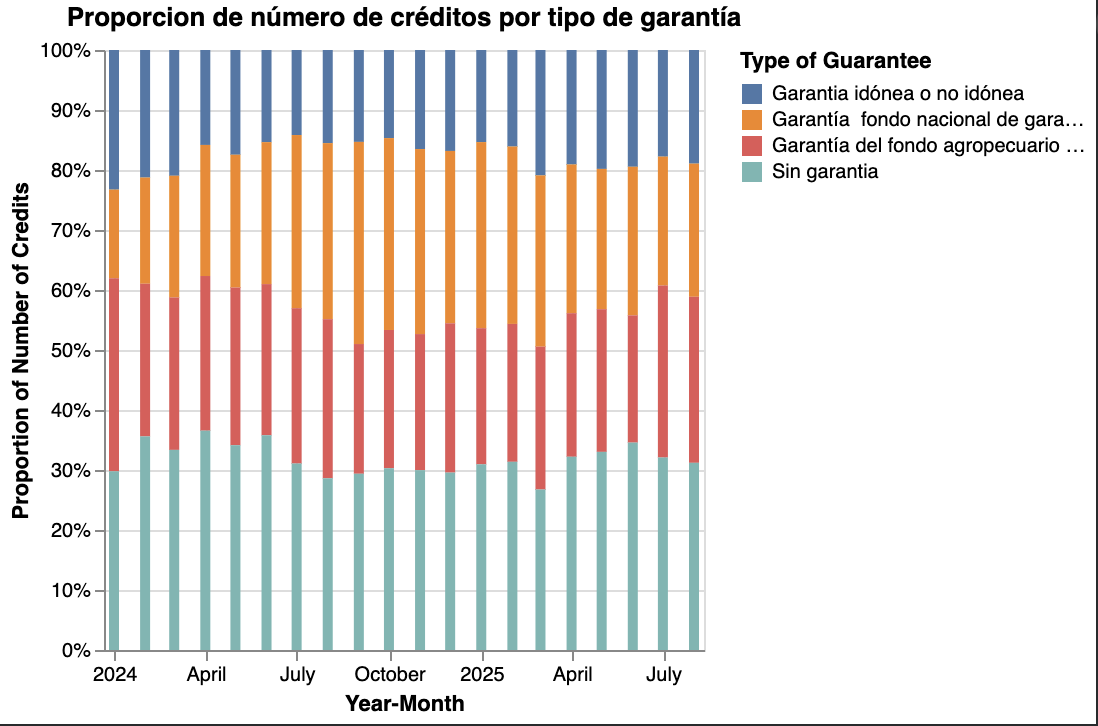 Proporcion de número de créditos por tipo de garantía
Proportion of Number of Credits
100%
90%
80%
70%
60%
50%
40%
30%
20%
10%
0%
2024
April
July
October
2025
April
July
Year-Month
Type of Guarantee
Garantia idónea o no idónea
Garantía  fondo nacional de gara…
Garantía del fondo agropecuario …
Sin garantia